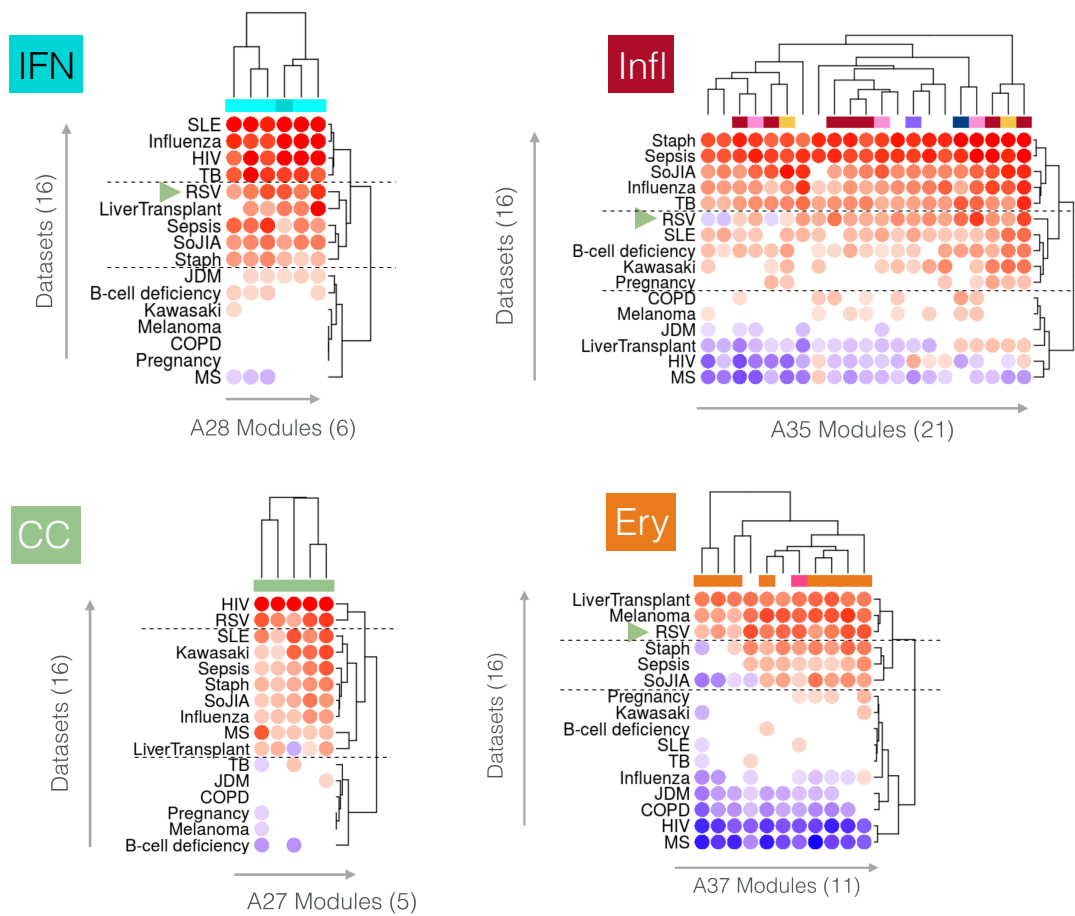 IFN
Datasets (16)
SLE
Influenza
HIV
TB
RSV
LiverTransplant
Sepsis
SoJIA
Staph
JDM
B-cell deficiency
Kawasaki
Melanoma
COPD
Pregnancy
MS
A28 Modules (6)
Infl
Datasets (16)
Staph
Sepsis
SoJIA
Influenza
TB
RSV
SLE
B-cell deficiency
Kawasaki
Pregnancy
COPD
Melanoma
JDM
LiverTransplant
HIV
MS
A35 Modules (21)
CC
Datasets (16)
HIV
RSV
SLE
Kawasaki
Sepsis
Staph
SoJIA
Influenza
MS
LiverTransplant
TB
JDM
COPD
Pregnancy
Melanoma
B-cell deficiency
A27 Modules (5)
Ery
Datasets (16)
LiverTransplant
Melanoma
RSV
Staph
Sepsis
SoJIA
Pregnancy
Kawasaki
B-cell deficiency
SLE
TB
Influenza
JDM
COPD
HIV
MS
A37 Modules (11)